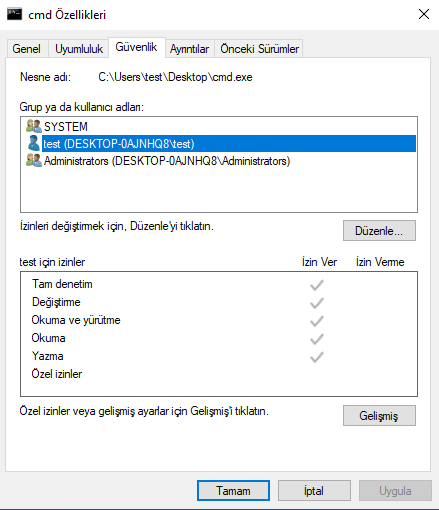 cmd Özellikleri
Genel Uyumluluk Güvenlik Ayrıntılar Önceki Sürümler
Nesne adı: C:\Users\test\Desktop\cmd.exe
Grup ya da kullanıcı adları:
SYSTEM
test (DESKTOP-0AJNHQ8\test)
Administrators (DESKTOP-0AJNHQ8\Administrators)
İzinleri değiştirmek için, Düzenle'yi tıklatın.
Düzenle...
test için izinler İzin Ver İzin Verme
Tam denetim
Değiştirme
Okuma ve yürütme
Okuma
Yazma
Özel izinler
Özel izinler veya gelişmiş ayarlar için Gelişmiş'i tıklatın.
Gelişmiş
Tamam İptal Uygula